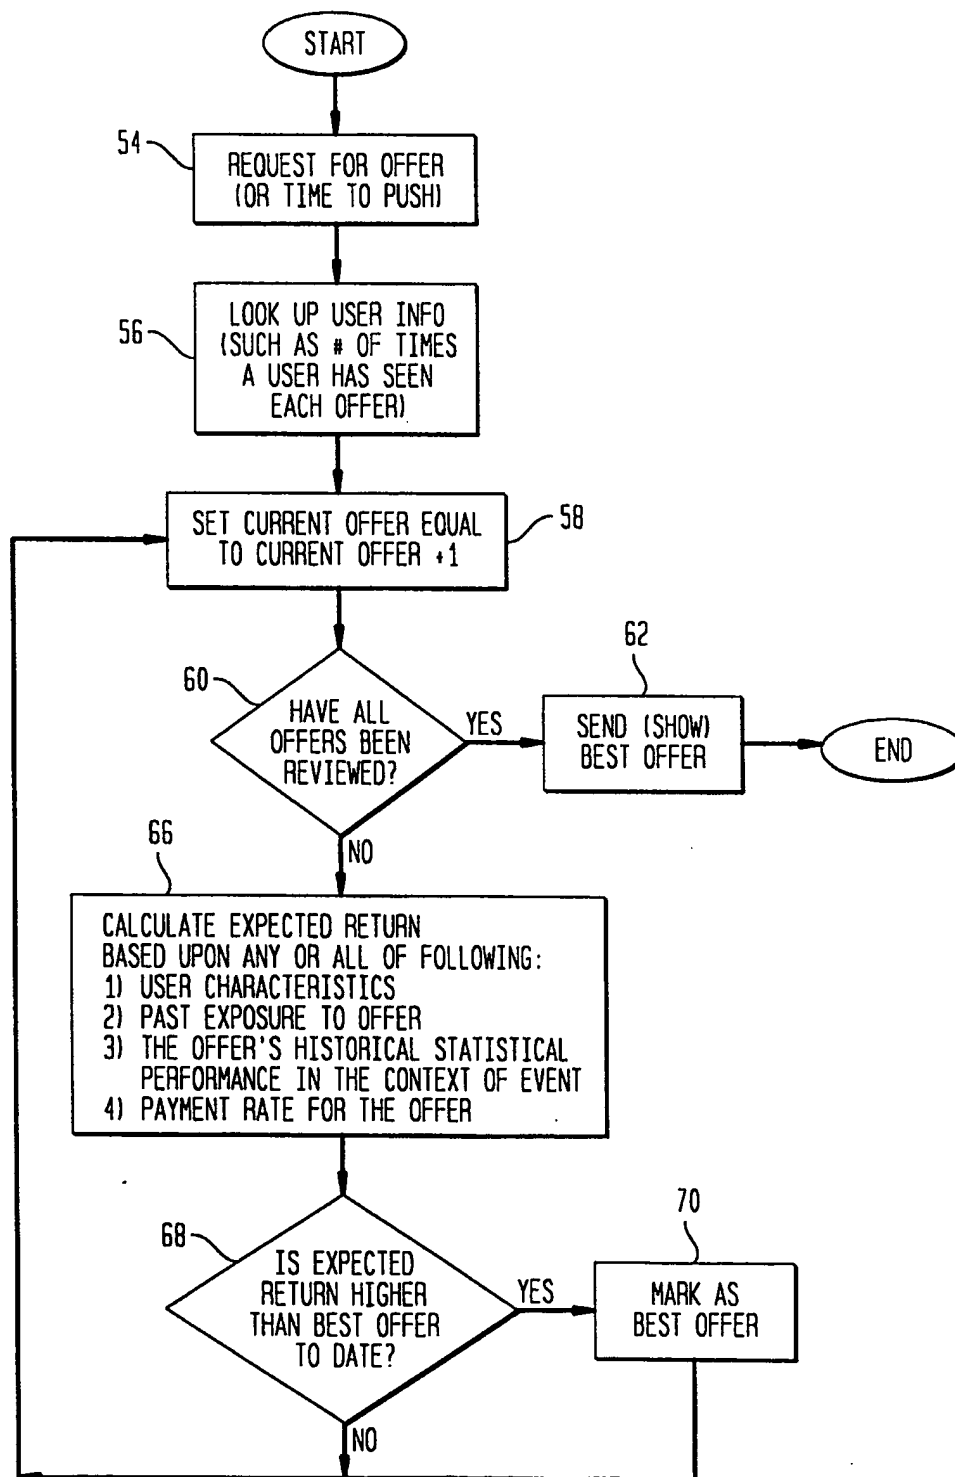 START
54
REQUEST FOR OFFER
(OR TIME TO PUSH)
56
LOOK UP USER INFO
(SUCH AS # OF TIMES
A USER HAS SEEN
EACH OFFER)
58
SET CURRENT OFFER EQUAL
TO CURRENT OFFER +1
60
HAVE ALL
OFFERS BEEN
REVIEWED?
YES
62
SEND (SHOW)
BEST OFFER
END
NO
66
CALCULATE EXPECTED RETURN
BASED UPON ANY OR ALL OF FOLLOWING:
1) USER CHARACTERISTICS
2) PAST EXPOSURE TO OFFER
3) THE OFFER'S HISTORICAL STATISTICAL
PERFORMANCE IN THE CONTEXT OF EVENT
4) PAYMENT RATE FOR THE OFFER
68
IS EXPECTED
RETURN HIGHER
THAN BEST OFFER
TO DATE?
YES
70
MARK AS
BEST OFFER
NO